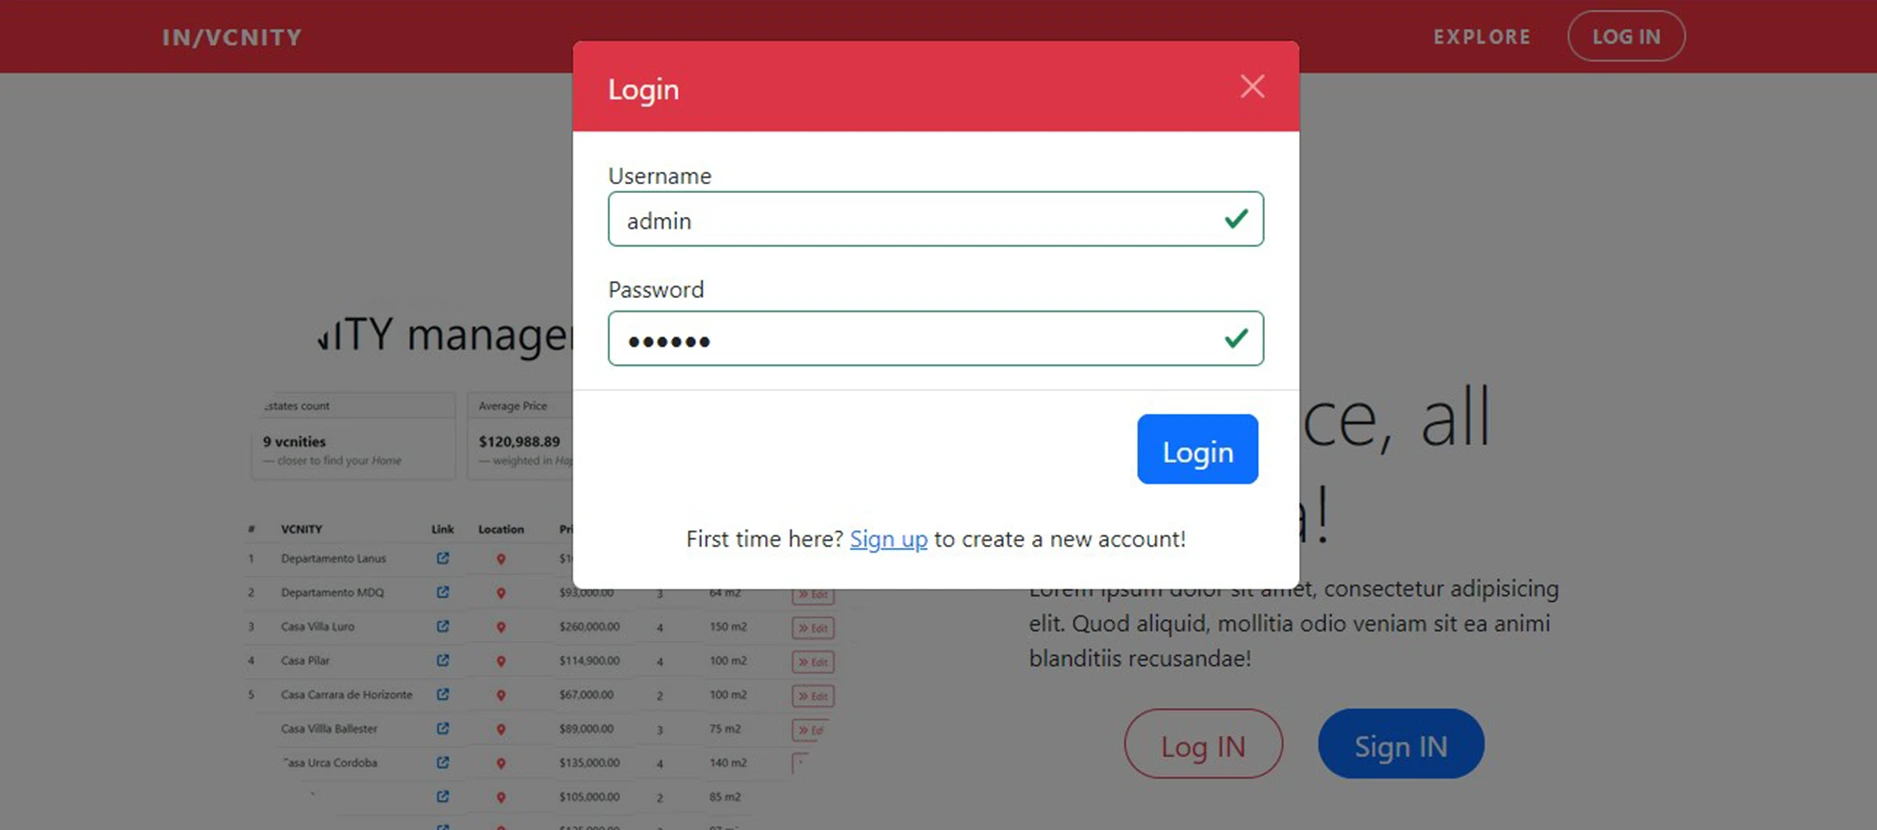 IN/VCNITY
EXPLORE
LOG IN
Login
Username
admin
Password
••••••
Login
First time here? Sign up to create a new account!
ITY manage
states count
9 vcnities
— closer to find your Home
Average Price
$120,988.89
— weighted in
# VCNITY Link Location
1 Departamento Lanus
2 Departamento MDQ $93,000.00 3 64 m2 >> Edit
3 Casa Villa Luro $260,000.00 4 150 m2 >> Edit
4 Casa Pilar $114,900.00 4 100 m2 >> Edit
5 Casa Carrara de Horizonte $67,000.00 2 100 m2 >> Edit
Casa Villla Ballester $89,000.00 3 75 m2 >> Ed
asa Urca Cordoba $135,000.00 4 140 m2
$105,000.00 2 85 m2
ce, all
a!
Lorem ipsum dolor sit amet, consectetur adipisicing
elit. Quod aliquid, mollitia odio veniam sit ea animi
blanditiis recusandae!
Log IN
Sign IN